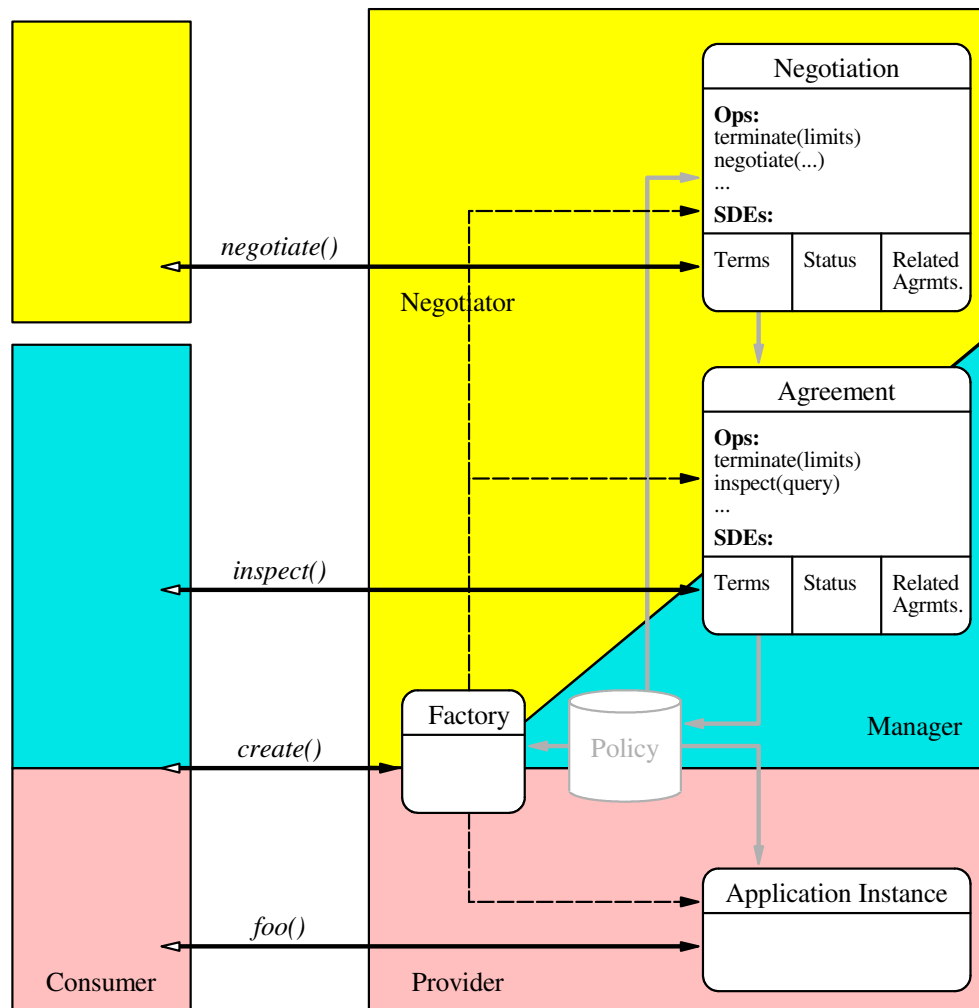 Negotiation
Ops:
terminate(limits)
negotiate(...)
...
SDEs:
Terms
Status
Related
Agrmts.
negotiate()
Negotiator
Agreement
Ops:
terminate(limits)
inspect(query)
...
SDEs:
Terms
Status
Related
Agrmts.
inspect()
Factory
Policy
Manager
create()
Application Instance
foo()
Consumer
Provider